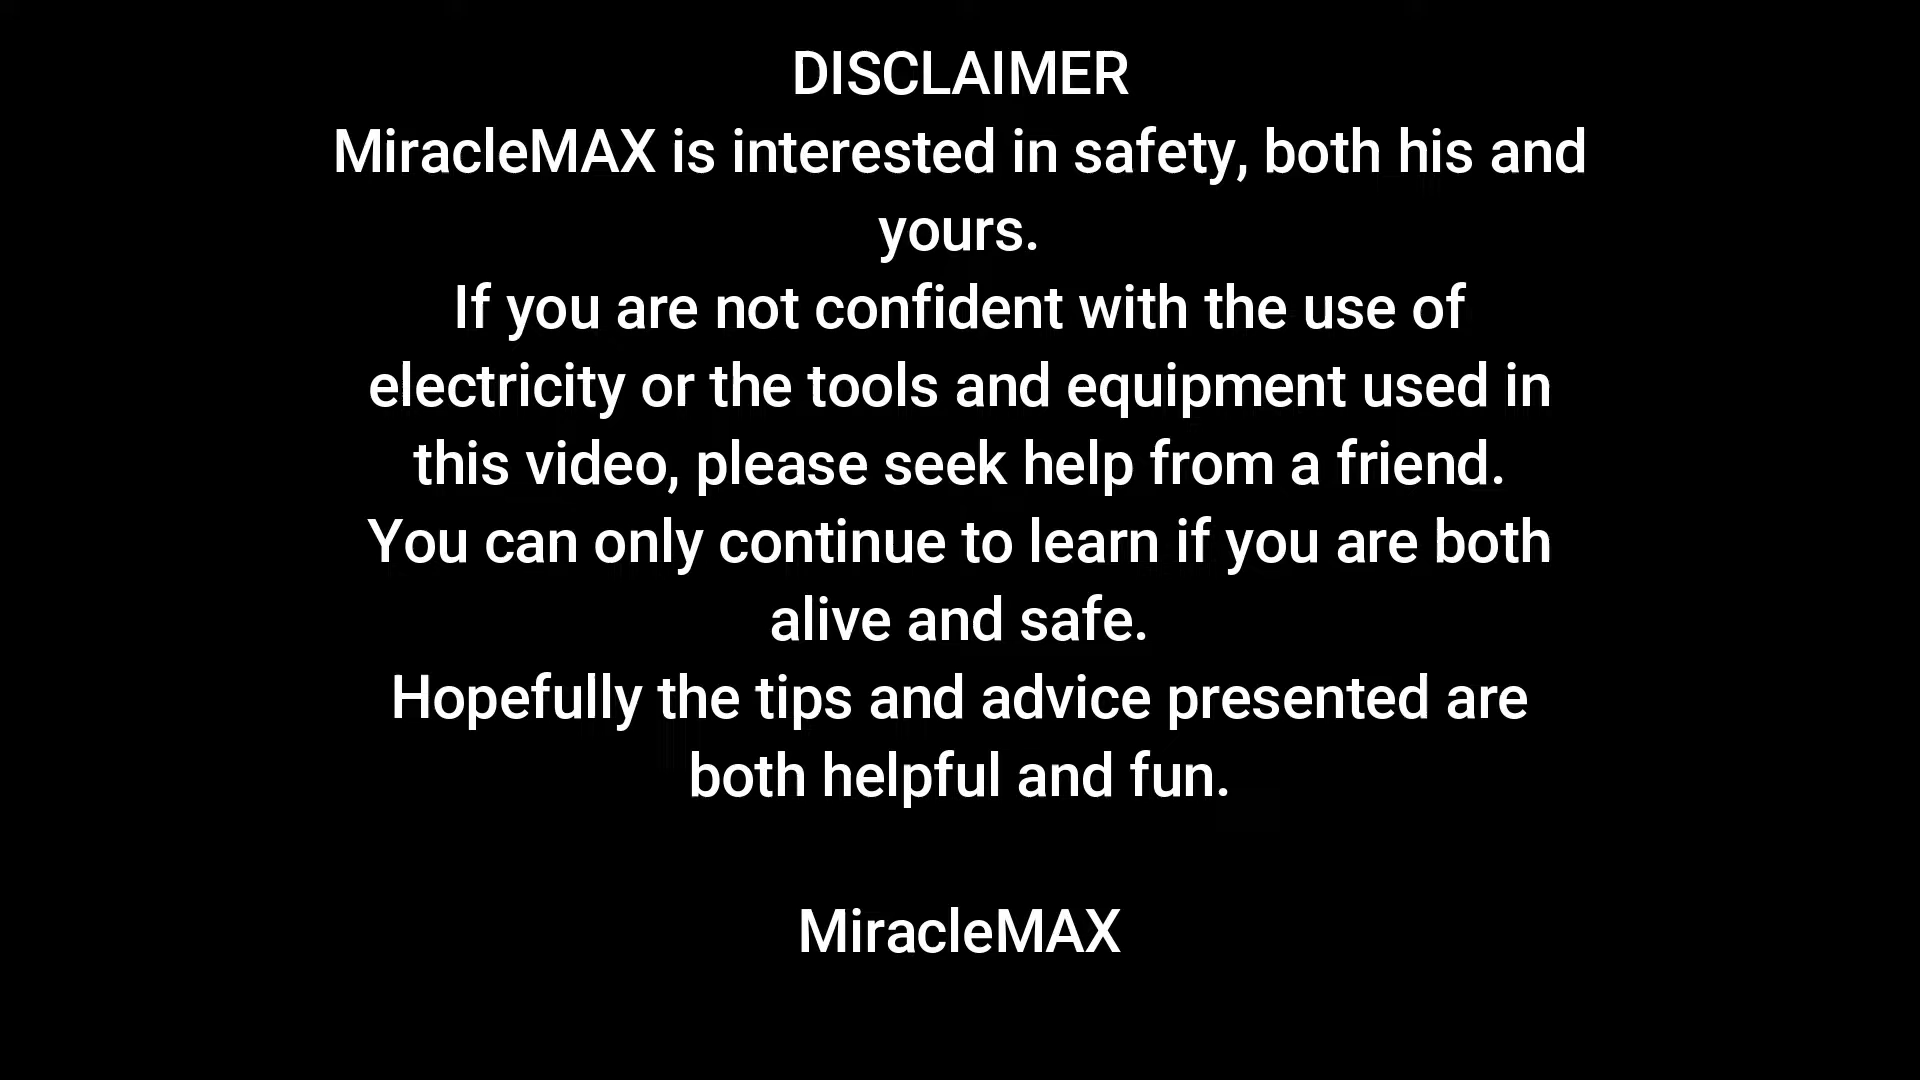 DISCLAIMER
MiracleMAX is interested in safety, both his and
yours.
If you are not confident with the use of
electricity or the tools and equipment used in
this video, please seek help from a friend.
You can only continue to learn if you are both
alive and safe.
Hopefully the tips and advice presented are
both helpful and fun.
MiracleMAX